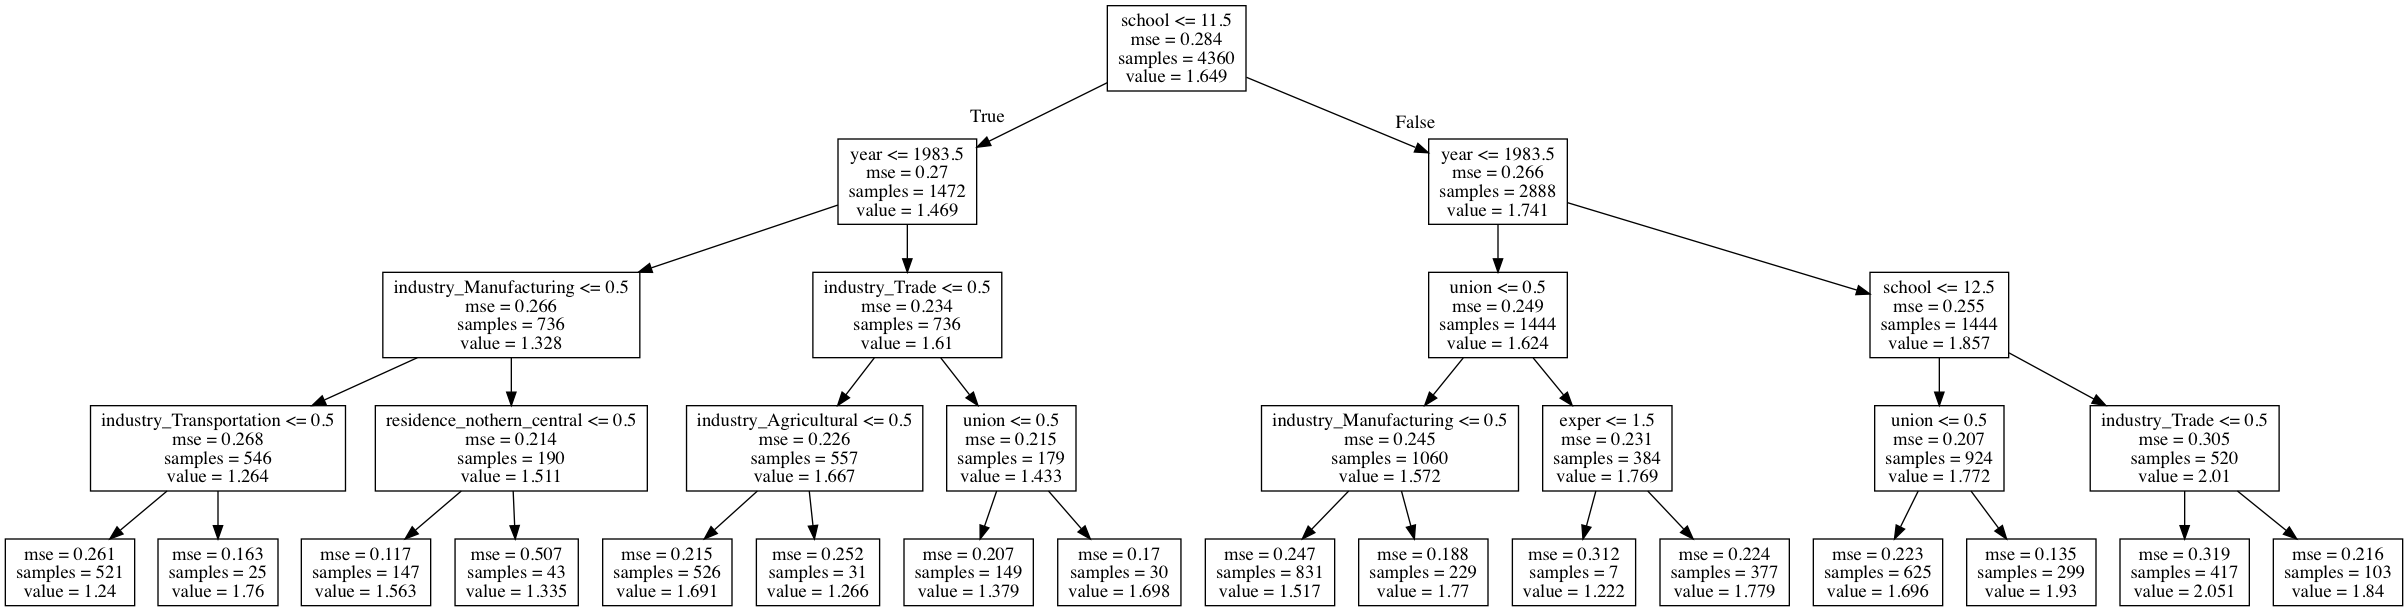 school <= 11.5
mse = 0.284
samples = 4360
value = 1.649
True
False
year <= 1983.5
mse = 0.27
samples = 1472
value = 1.469
year <= 1983.5
mse = 0.266
samples = 2888
value = 1.741
industry_Manufacturing <= 0.5
mse = 0.266
samples = 736
value = 1.328
industry_Trade <= 0.5
mse = 0.234
samples = 736
value = 1.61
union <= 0.5
mse = 0.249
samples = 1444
value = 1.624
school <= 12.5
mse = 0.255
samples = 1444
value = 1.857
industry_Transportation <= 0.5
mse = 0.268
samples = 546
value = 1.264
residence_nothern_central <= 0.5
mse = 0.214
samples = 190
value = 1.511
industry_Agricultural <= 0.5
mse = 0.226
samples = 557
value = 1.667
union <= 0.5
mse = 0.215
samples = 179
value = 1.433
industry_Manufacturing <= 0.5
mse = 0.245
samples = 1060
value = 1.572
exper <= 1.5
mse = 0.231
samples = 384
value = 1.769
union <= 0.5
mse = 0.207
samples = 924
value = 1.772
industry_Trade <= 0.5
mse = 0.305
samples = 520
value = 2.01
mse = 0.261
samples = 521
value = 1.24
mse = 0.163
samples = 25
value = 1.76
mse = 0.117
samples = 147
value = 1.563
mse = 0.507
samples = 43
value = 1.335
mse = 0.215
samples = 526
value = 1.691
mse = 0.252
samples = 31
value = 1.266
mse = 0.207
samples = 149
value = 1.379
mse = 0.17
samples = 30
value = 1.698
mse = 0.247
samples = 831
value = 1.517
mse = 0.188
samples = 229
value = 1.77
mse = 0.312
samples = 7
value = 1.222
mse = 0.224
samples = 377
value = 1.779
mse = 0.223
samples = 625
value = 1.696
mse = 0.135
samples = 299
value = 1.93
mse = 0.319
samples = 417
value = 2.051
mse = 0.216
samples = 103
value = 1.84